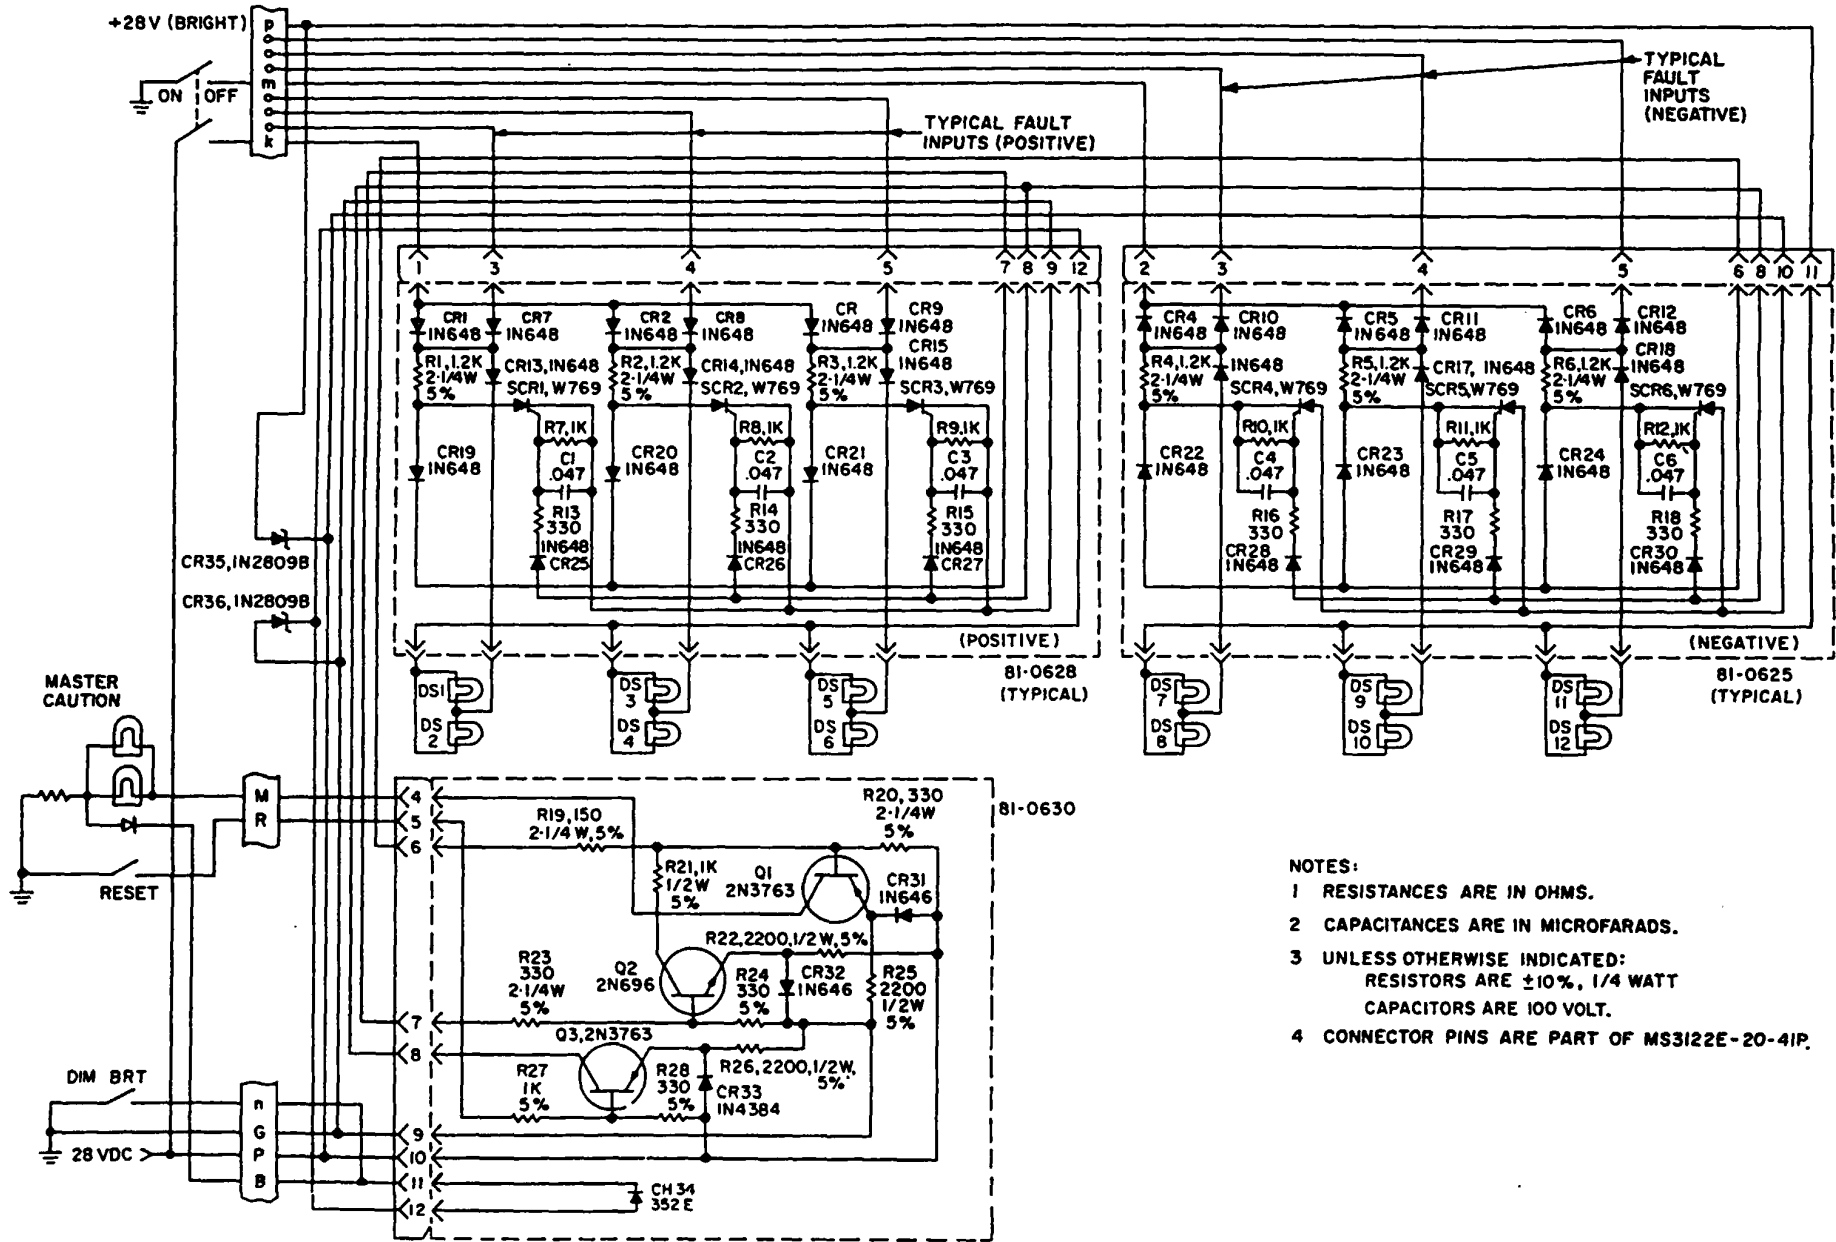 +28V (BRIGHT)
p
m
k
ON OFF
TYPICAL FAULT
INPUTS (POSITIVE)
TYPICAL
FAULT
INPUTS
(NEGATIVE)
1 3 4 5 7 8 9 12
2 3 4 5 6 8 10 11
CR1
IN648
CR7
IN648
CR2
IN648
CR8
IN648
CR
IN648
CR9
IN648
CR15
IN648
R1,1.2K
2-1/4W
5%
CR13,IN648
SCR1,W769
R2,1.2K
2-1/4W
5%
CR14,IN648
SCR2,W769
R3,1.2K
2-1/4W
5%
SCR3,W769
CR19
IN648
R7,1K
C1
.047
R13
330
IN648
CR25
CR20
IN648
R8,1K
C2
.047
R14
330
IN648
CR26
CR21
IN648
R9,1K
C3
.047
R15
330
IN648
CR27
(POSITIVE)
81-0628
(TYPICAL)
CR4
IN648
CR10
IN648
CR5
IN648
CR11
IN648
CR6
IN648
CR12
IN648
CR18
IN648
R4,1.2K
2-1/4W
5%
IN648
SCR4,W769
R5,1.2K
2-1/4W
5%
CR17, IN648
SCR5,W769
R6,1.2K
2-1/4W
5%
SCR6,W769
CR22
IN648
R10,1K
C4
.047
R16
330
CR28
IN648
CR23
IN648
R11,1K
C5
.047
R17
330
CR29
IN648
CR24
IN648
R12,1K
C6
.047
R18
330
CR30
IN648
(NEGATIVE)
81-0625
(TYPICAL)
CR35,IN2809B
CR36,IN2809B
DS1
DS
2
DS
3
DS
4
DS
5
DS
6
DS
7
DS
8
DS
9
DS
10
DS
11
DS
12
MASTER
CAUTION
M
R
RESET
4
5
6
7
8
9
10
11
12
81-0630
R19,150
2-1/4W,5%
R20,330
2-1/4W
5%
R21,1K
1/2W
5%
Q1
2N3763
CR31
IN646
R22,2200,1/2W,5%
R23
330
2-1/4W
5%
Q2
2N696
R24
330
5%
CR32
IN646
R25
2200
1/2W
5%
Q3,2N3763
R26,2200,1/2W,
5%
R27
1K
5%
R28
330
5%
CR33
IN4384
CH 34
352 E
DIM BRT
28 VDC
n
G
P
B
NOTES:
1 RESISTANCES ARE IN OHMS.
2 CAPACITANCES ARE IN MICROFARADS.
3 UNLESS OTHERWISE INDICATED:
RESISTORS ARE ±10%, 1/4 WATT
CAPACITORS ARE 100 VOLT.
4 CONNECTOR PINS ARE PART OF MS3122E-20-41P.